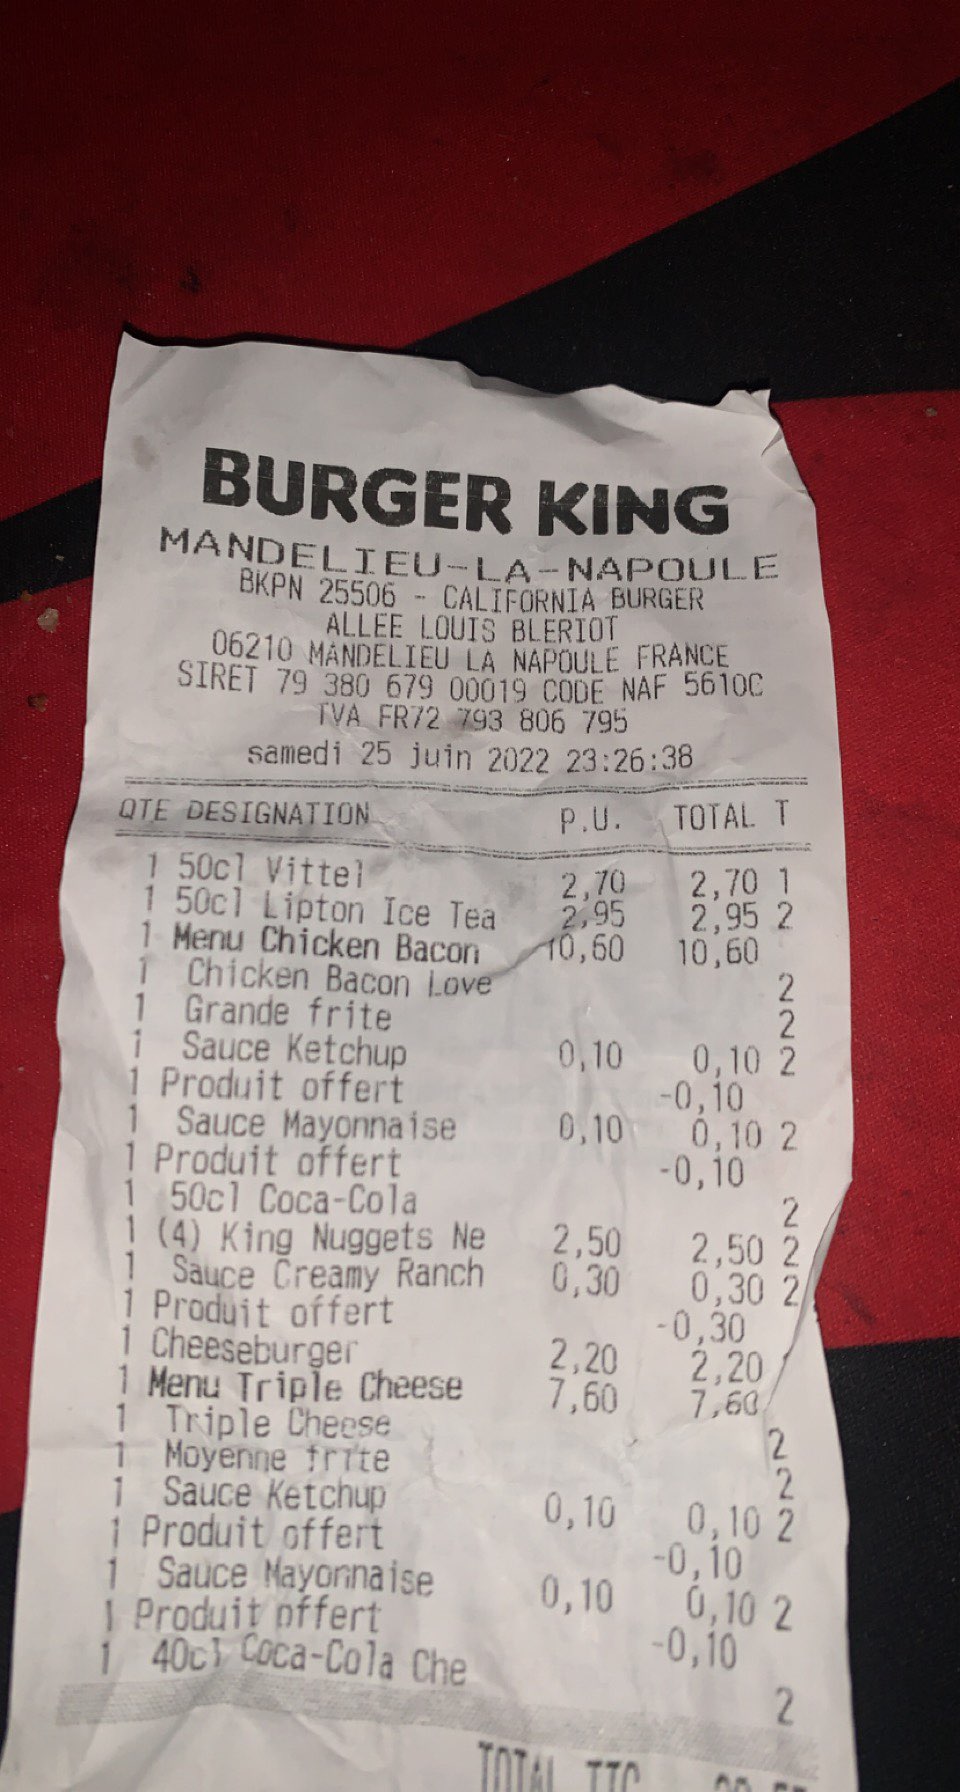 BURGER KING
MANDELIEU-LA-NAPOULE
BKPN 25506 - CALIFORNIA BURGER
ALLEE LOUIS BLERIOT
06210 MANDELIEU LA NAPOULE FRANCE
SIRET 79 380 679 00019 CODE NAF 5610C
TVA FR72 793 806 795
samedi 25 juin 2022 23:26:38
QTE DESIGNATION P.U. TOTAL T
1 50cl Vittel 2,70 2,70 1
1 50cl Lipton Ice Tea 2,95 2,95 2
1 Menu Chicken Bacon 10,60 10,60
1 Chicken Bacon Love 2
1 Grande frite 2
1 Sauce Ketchup 0,10 0,10 2
1 Produit offert -0,10
1 Sauce Mayonnaise 0,10 0,10 2
1 Produit offert -0,10
1 50cl Coca-Cola 2
1 (4) King Nuggets Ne 2,50 2,50 2
1 Sauce Creamy Ranch 0,30 0,30 2
1 Produit offert -0,30
1 Cheeseburger 2,20 2,20
1 Menu Triple Cheese 7,60 7,60
1 Triple Cheese 2
1 Moyenne frite 2
1 Sauce Ketchup 0,10 0,10 2
1 Produit offert -0,10
1 Sauce Mayonnaise 0,10 0,10 2
1 Produit offert -0,10
1 40cl Coca-Cola Che 2
TOTAL TTC